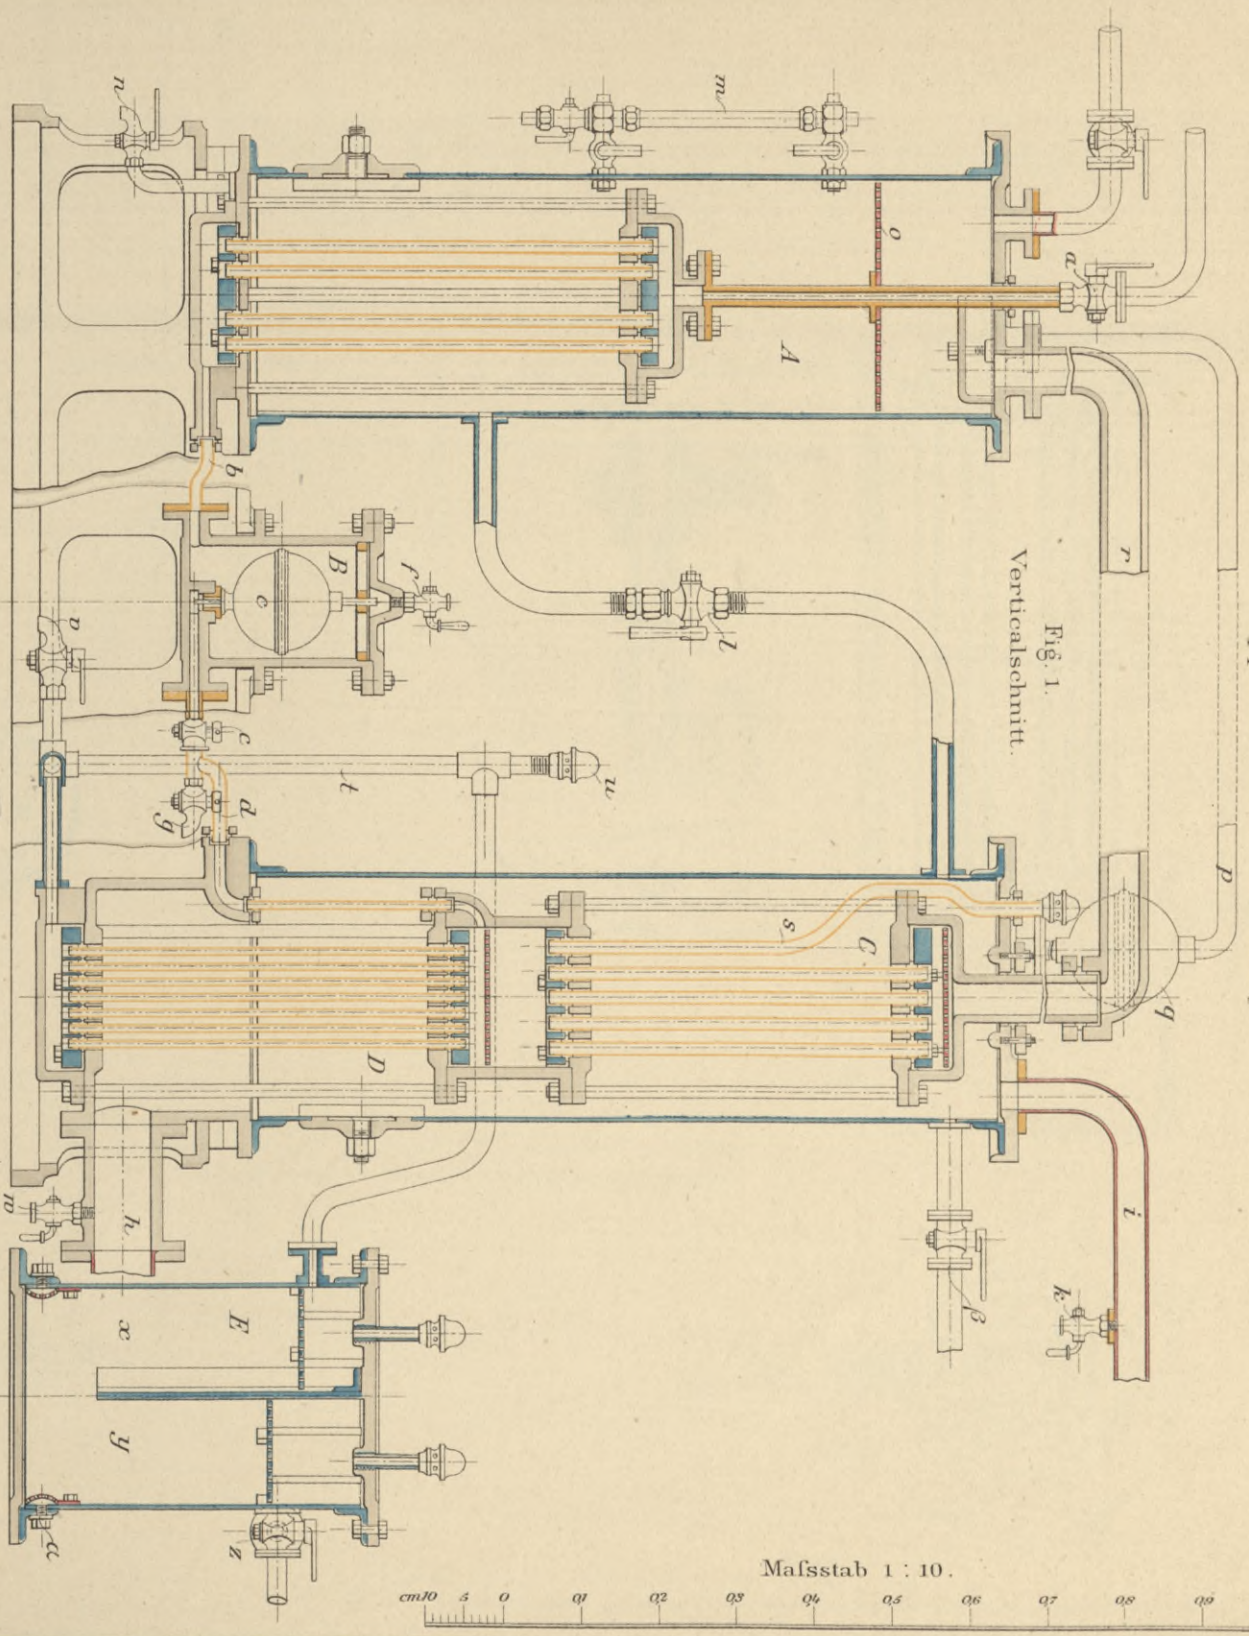 Fig. 1.
Verticalschnitt.
n
m
o
a
A
b
B
e
f
l
r
p
v
c
t
d
g
u
s
C
q
D
h
w
i
k
β
E
x
y
z
α
Mafsstab 1 : 10.
cm10 5 0 0,1 0,2 0,3 0,4 0,5 0,6 0,7 0,8 0,9